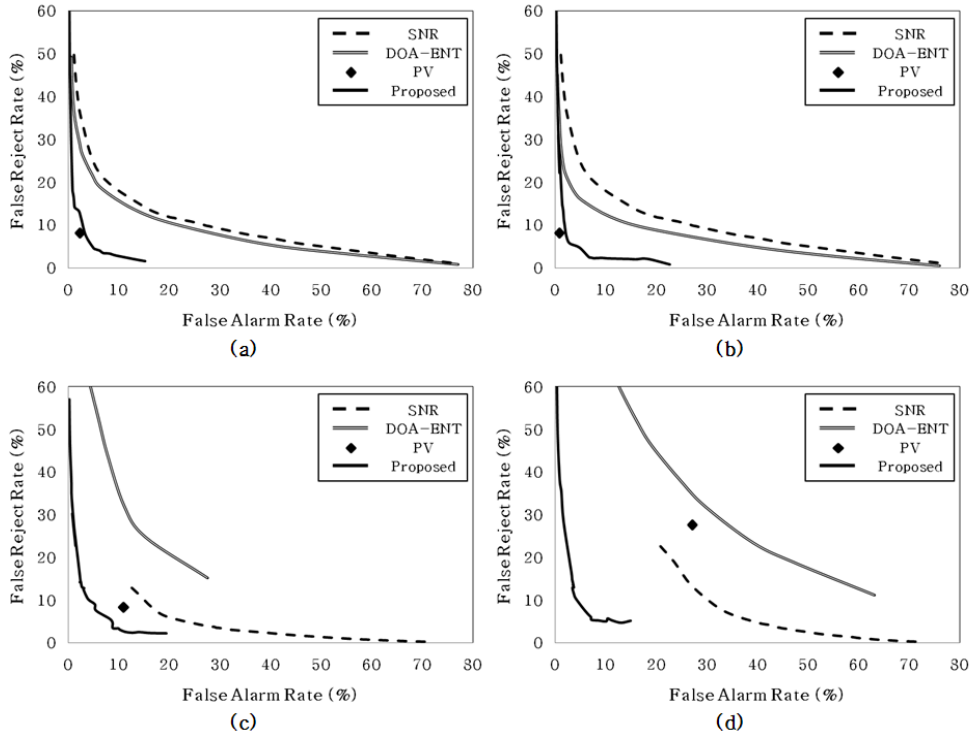 60
50
40
30
20
10
0
False Reject Rate (%)
SNR
DOA-ENT
PV
Proposed
0 10 20 30 40 50 60 70 80
False Alarm Rate (%)
(a)
60
50
40
30
20
10
0
False Reject Rate (%)
SNR
DOA-ENT
PV
Proposed
0 10 20 30 40 50 60 70 80
False Alarm Rate (%)
(b)
60
50
40
30
20
10
0
False Reject Rate (%)
SNR
DOA-ENT
PV
Proposed
0 10 20 30 40 50 60 70 80
False Alarm Rate (%)
(c)
60
50
40
30
20
10
0
False Reject Rate (%)
SNR
DOA-ENT
PV
Proposed
0 10 20 30 40 50 60 70 80
False Alarm Rate (%)
(d)